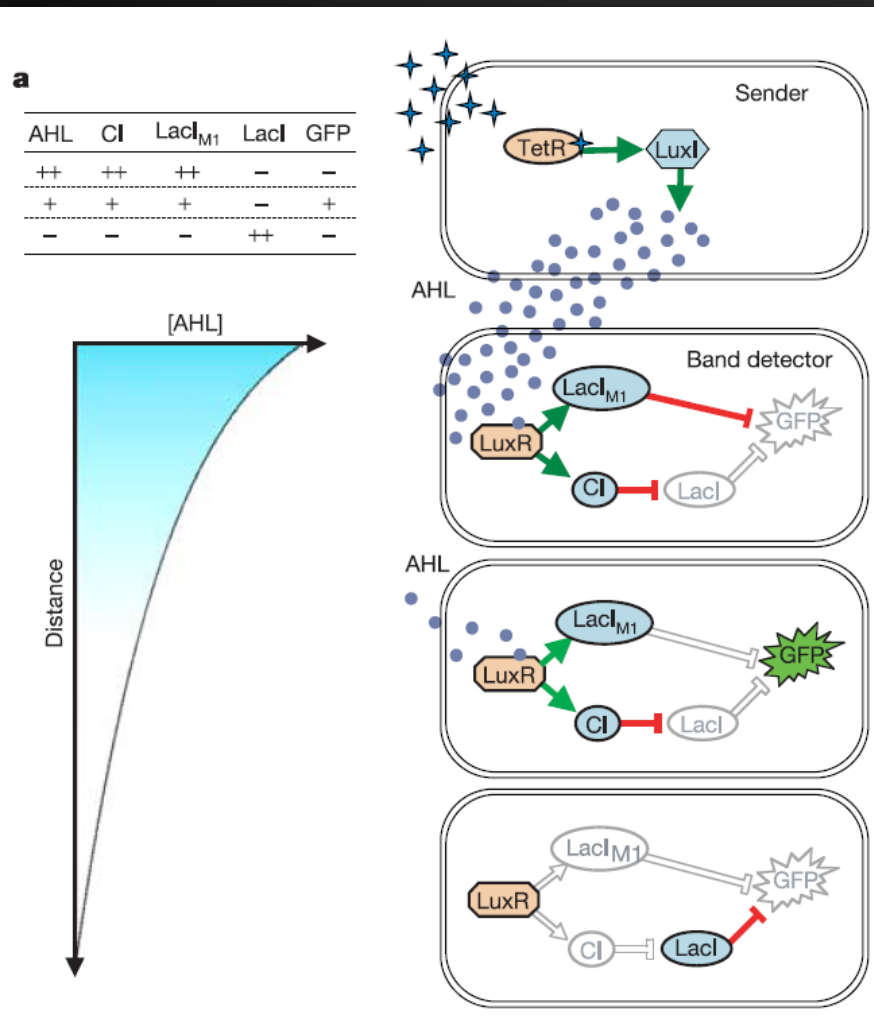 a
AHL CI LacI_M1 LacI GFP
++ ++ ++ – –
+ + + – +
– – – ++ –
[AHL]
Distance
Sender
TetR
LuxI
AHL
Band detector
LacI_M1
GFP
LuxR
CI
LacI
AHL
LacI_M1
GFP
LuxR
CI
LacI
LacI_M1
GFP
LuxR
CI
LacI